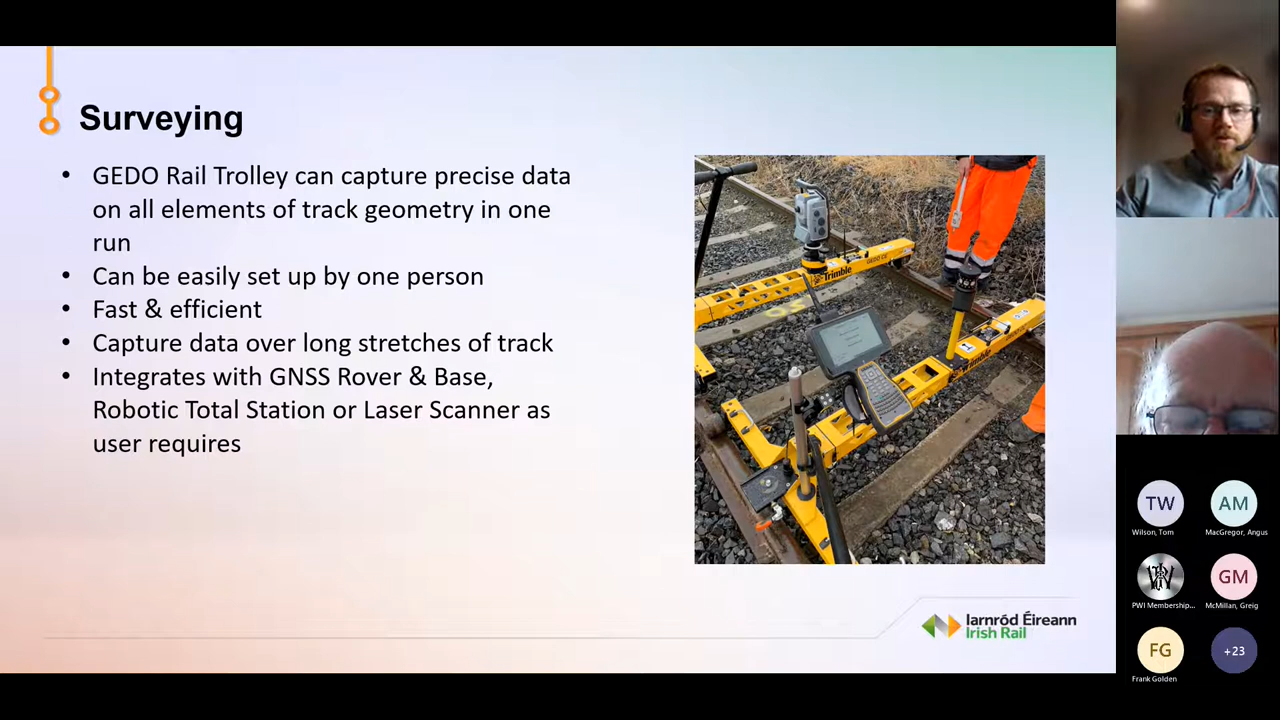 Surveying
• GEDO Rail Trolley can capture precise data
on all elements of track geometry in one
run
• Can be easily set up by one person
• Fast & efficient
• Capture data over long stretches of track
• Integrates with GNSS Rover & Base,
Robotic Total Station or Laser Scanner as
user requires
Trimble
GEDO CE
Trimble
Iarnród Éireann
Irish Rail
TW
AM
Wilson, Tom
MacGregor, Angus
GM
PWI Membership...
McMillan, Greig
FG
+23
Frank Golden